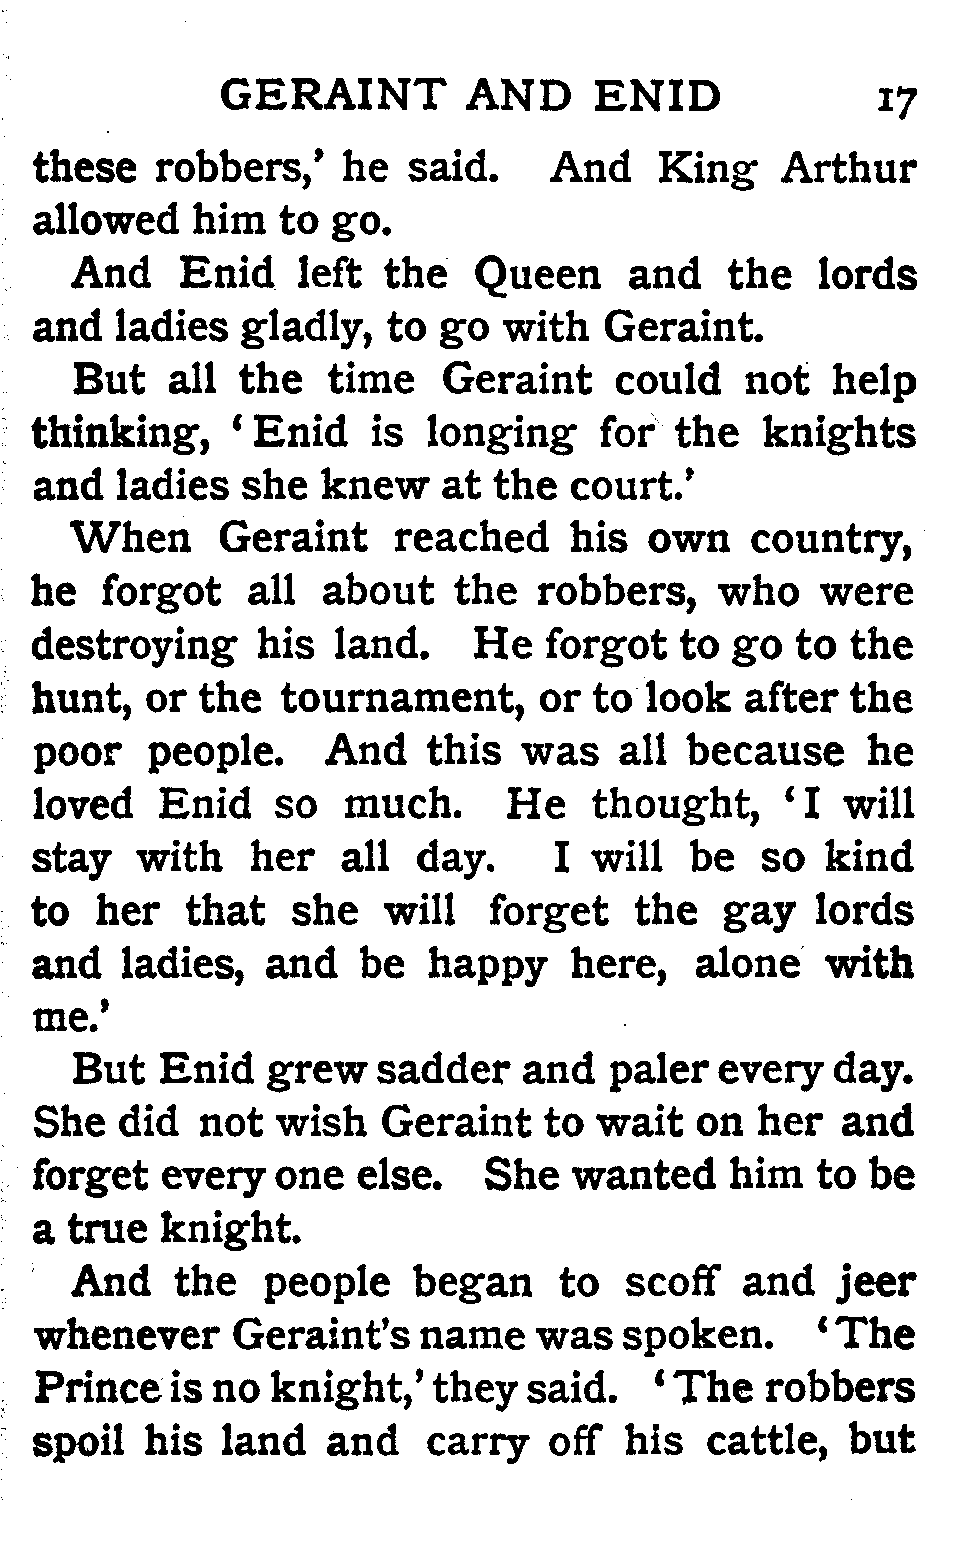 GERAINT AND ENID 17
these robbers,' he said. And King Arthur
allowed him to go.
And Enid left the Queen and the lords
and ladies gladly, to go with Geraint.
But all the time Geraint could not help
thinking, 'Enid is longing for the knights
and ladies she knew at the court.'
When Geraint reached his own country,
he forgot all about the robbers, who were
destroying his land. He forgot to go to the
hunt, or the tournament, or to look after the
poor people. And this was all because he
loved Enid so much. He thought, 'I will
stay with her all day. I will be so kind
to her that she will forget the gay lords
and ladies, and be happy here, alone with
me.'
But Enid grew sadder and paler every day.
She did not wish Geraint to wait on her and
forget every one else. She wanted him to be
a true knight.
And the people began to scoff and jeer
whenever Geraint's name was spoken. 'The
Prince is no knight,' they said. 'The robbers
spoil his land and carry off his cattle, but